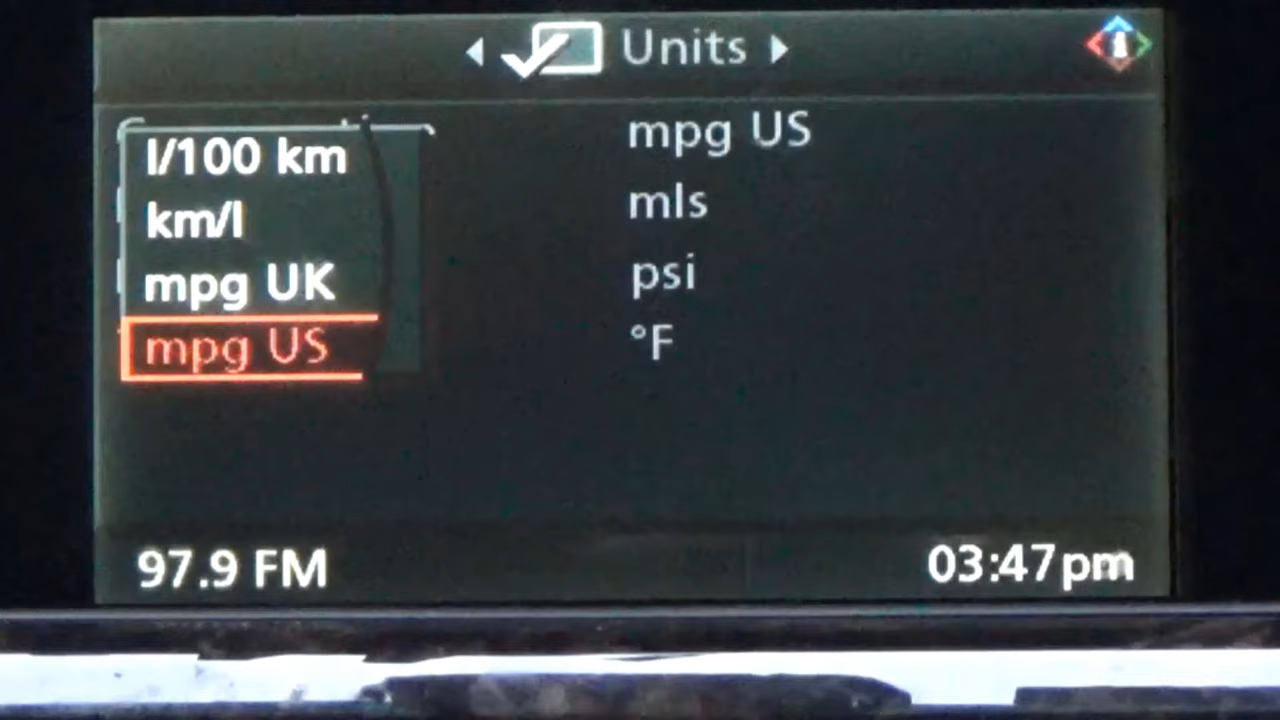 Units
mpg US
l/100 km
km/l
mls
mpg UK
psi
mpg US
°F
97.9 FM
03:47pm